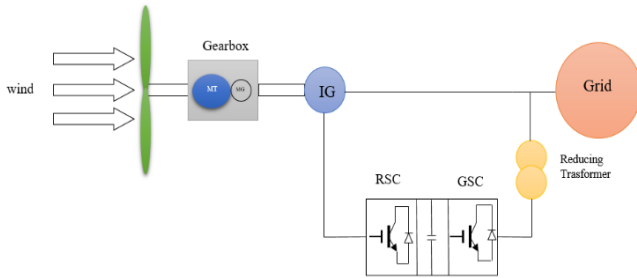 Gearbox
wind
MT
MG
IG
Grid
Reducing
Trasformer
RSC
GSC